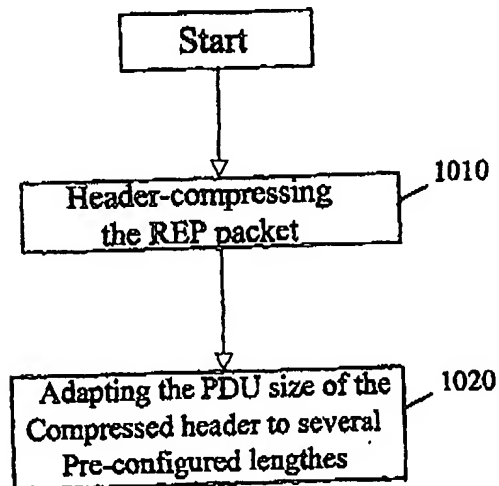 Start
1010
Header-compressing
the REP packet
1020
Adapting the PDU size of the
Compressed header to several
Pre-configured lengthes